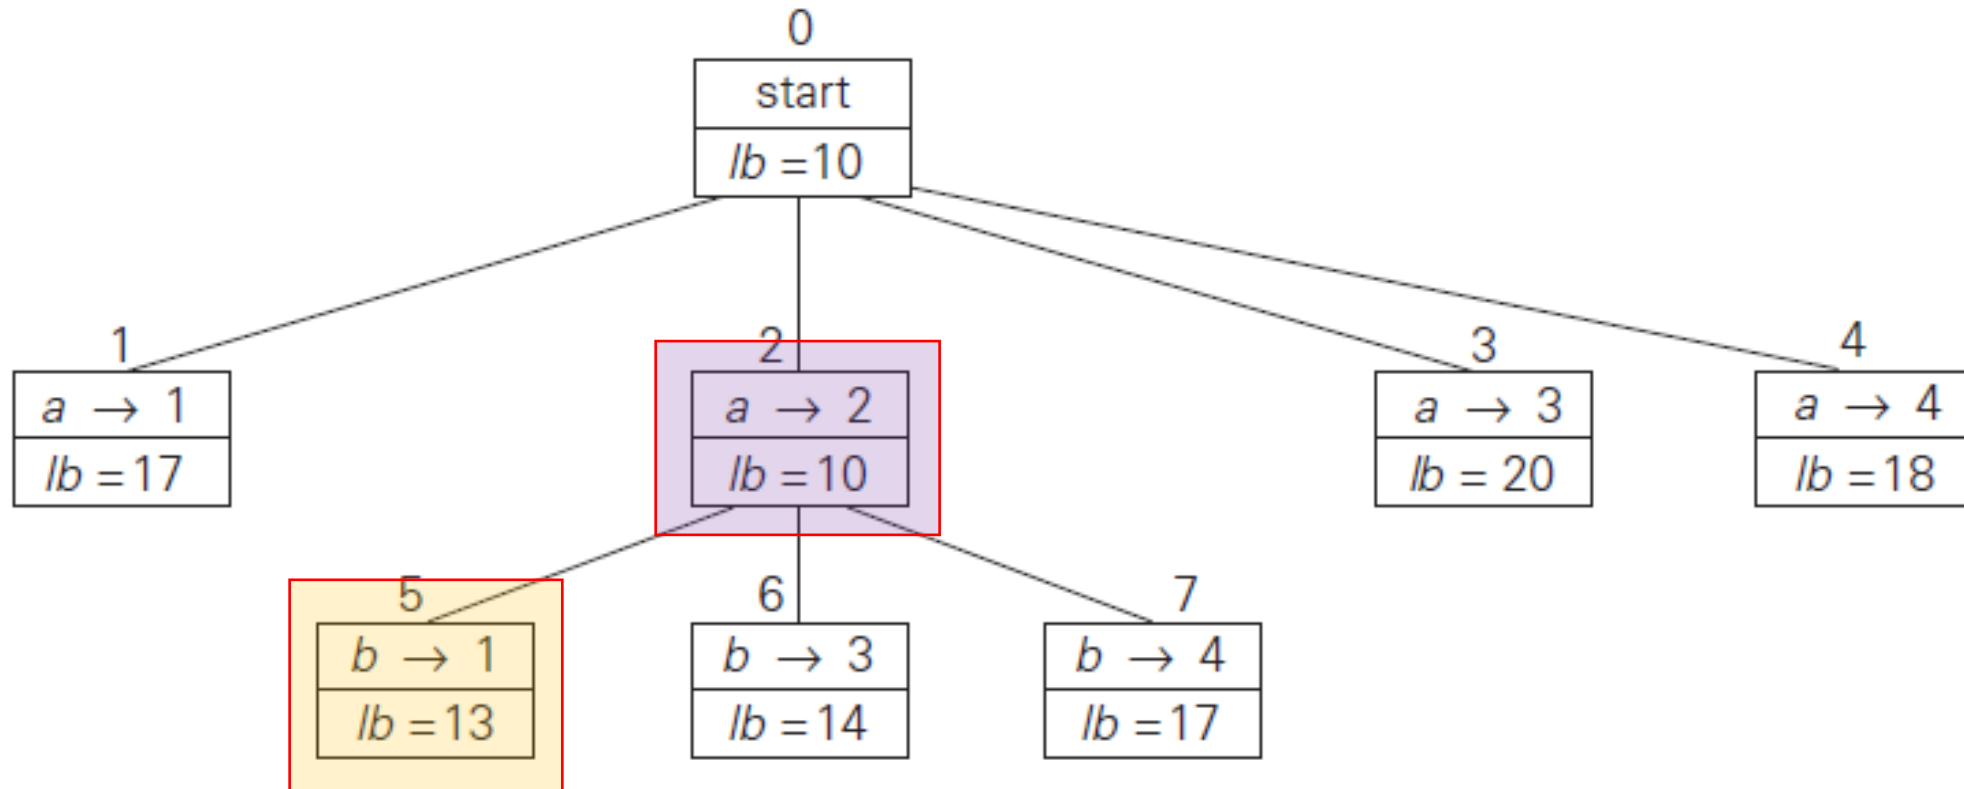 0
start
lb =10
1
2
3
4
a → 1
a → 2
a → 3
a → 4
lb =17
lb =10
lb = 20
lb =18
5
6
7
b → 1
b → 3
b → 4
lb =13
lb =14
lb =17